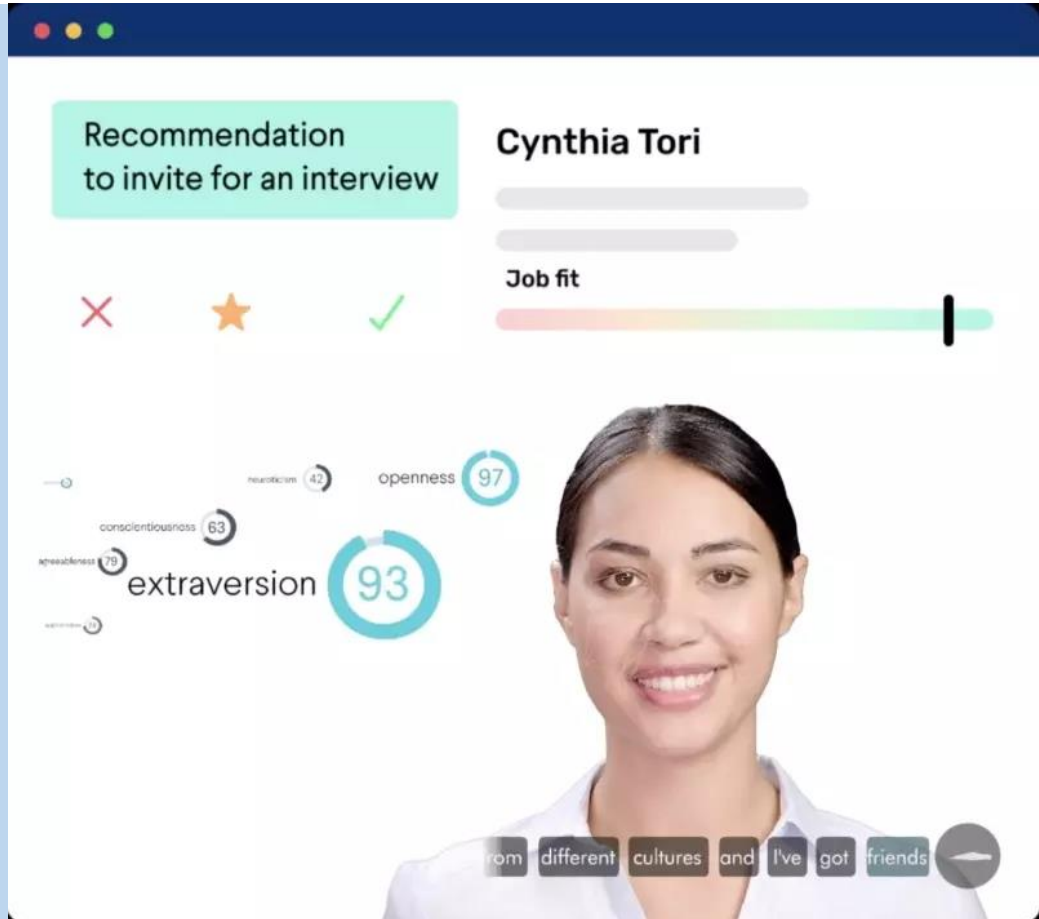 Recommendation
to invite for an interview
Cynthia Tori
Job fit
neuroticism 42
openness 97
conscientiousness 63
agreeableness 79
extraversion 93
rom different cultures and I've got friends